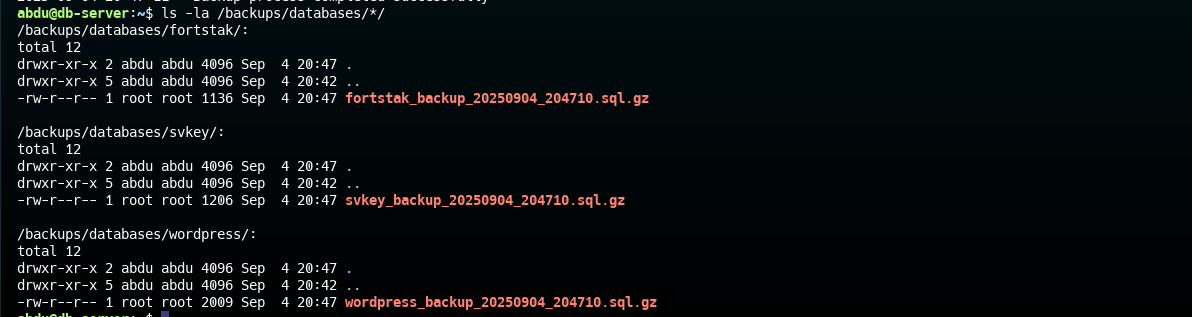 abdu@db-server:~$ ls -la /backups/databases/*/
/backups/databases/fortstak/:
total 12
drwxr-xr-x 2 abdu abdu 4096 Sep  4 20:47 .
drwxr-xr-x 5 abdu abdu 4096 Sep  4 20:42 ..
-rw-r--r-- 1 root root 1136 Sep  4 20:47 fortstak_backup_20250904_204710.sql.gz

/backups/databases/svkey/:
total 12
drwxr-xr-x 2 abdu abdu 4096 Sep  4 20:47 .
drwxr-xr-x 5 abdu abdu 4096 Sep  4 20:42 ..
-rw-r--r-- 1 root root 1206 Sep  4 20:47 svkey_backup_20250904_204710.sql.gz

/backups/databases/wordpress/:
total 12
drwxr-xr-x 2 abdu abdu 4096 Sep  4 20:47 .
drwxr-xr-x 5 abdu abdu 4096 Sep  4 20:42 ..
-rw-r--r-- 1 root root 2009 Sep  4 20:47 wordpress_backup_20250904_204710.sql.gz
abdu@db-server:~$